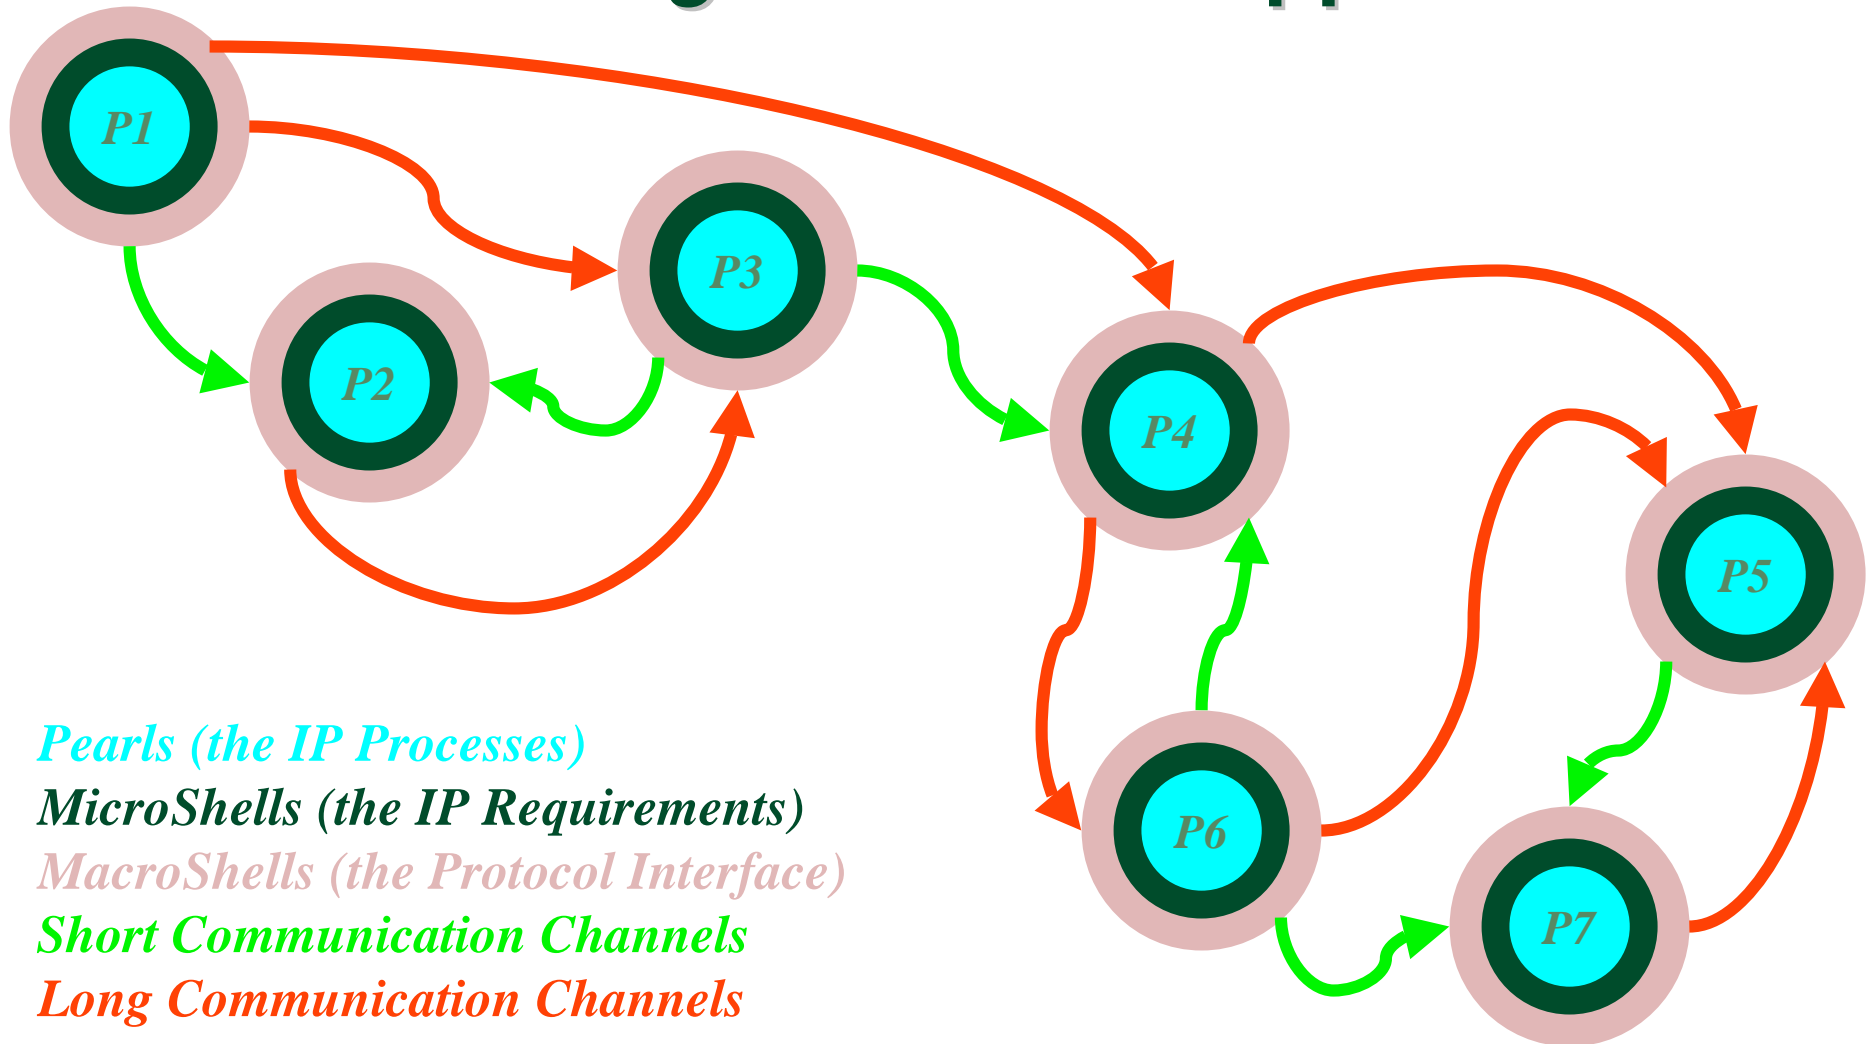 P1
P3
P2
P4
P5
P6
P7
Pearls (the IP Processes)
MicroShells (the IP Requirements)
MacroShells (the Protocol Interface)
Short Communication Channels
Long Communication Channels